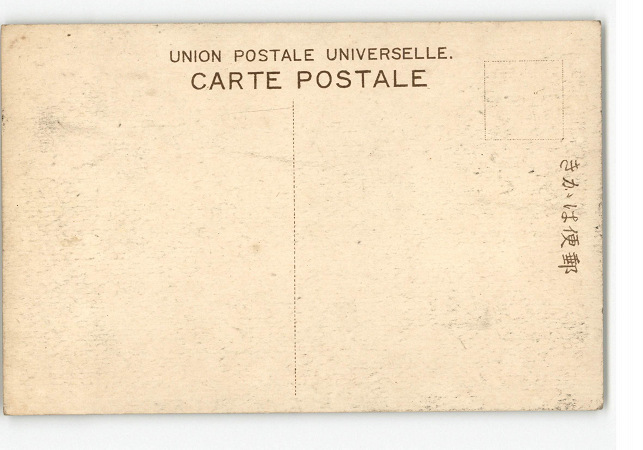 UNION POSTALE UNIVERSELLE.
CARTE POSTALE
きかは便郵